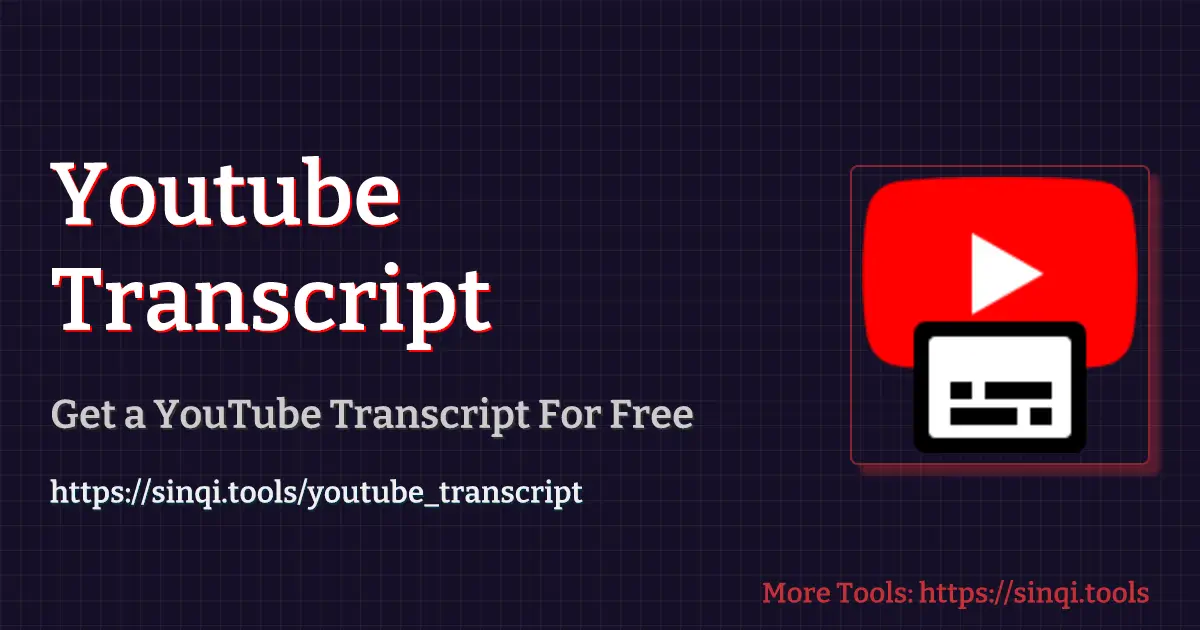 Youtube
Transcript
Get a YouTube Transcript For Free
https://sinqi.tools/youtube_transcript
More Tools: https://sinqi.tools